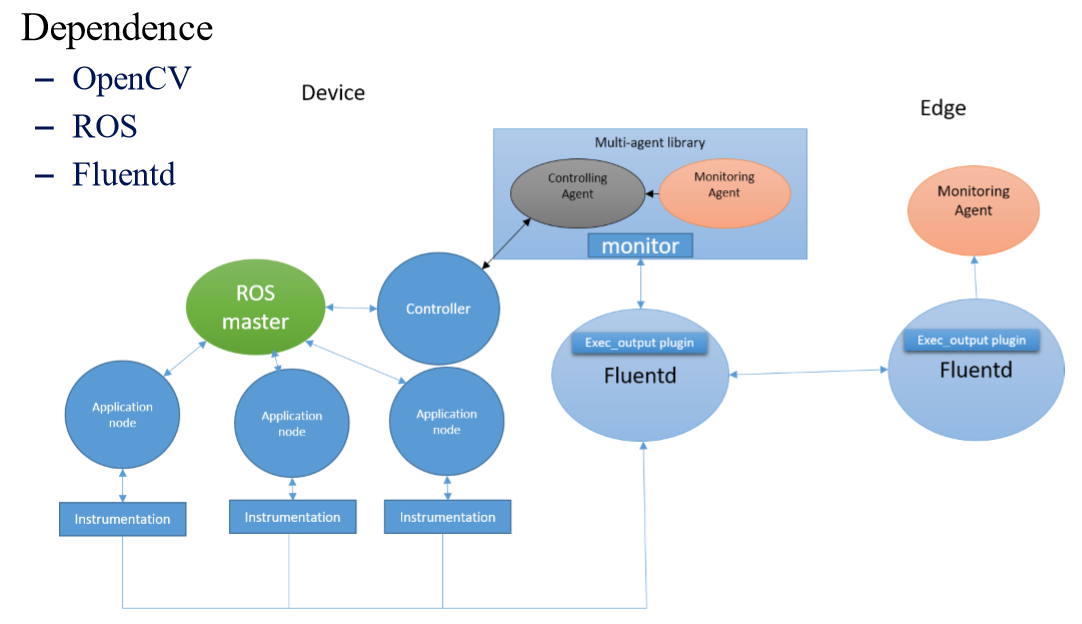 Dependence
– OpenCV
– ROS
– Fluentd
Device
Edge
Multi-agent library
Controlling
Agent
Monitoring
Agent
monitor
Monitoring
Agent
ROS
master
Controller
Exec_output plugin
Fluentd
Exec_output plugin
Fluentd
Application
node
Application
node
Application
node
Instrumentation
Instrumentation
Instrumentation